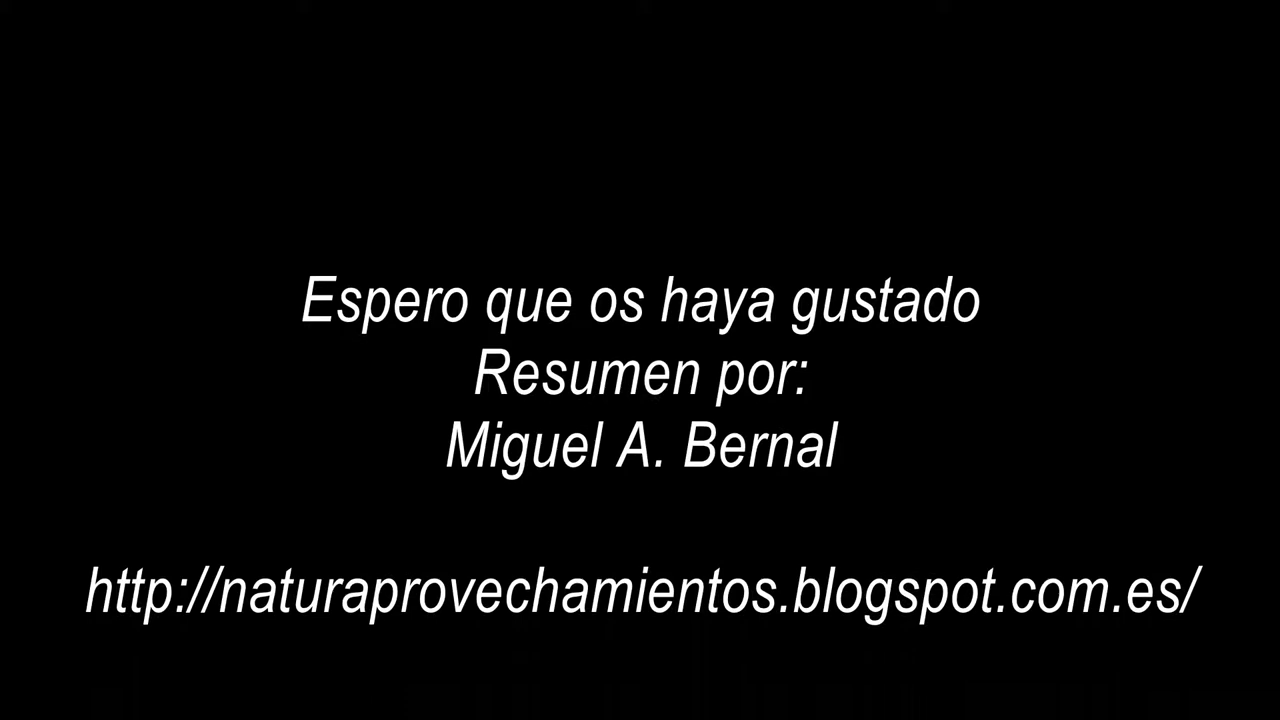 Espero que os haya gustado
Resumen por:
Miguel A. Bernal
http://naturaprovechamientos.blogspot.com.es/